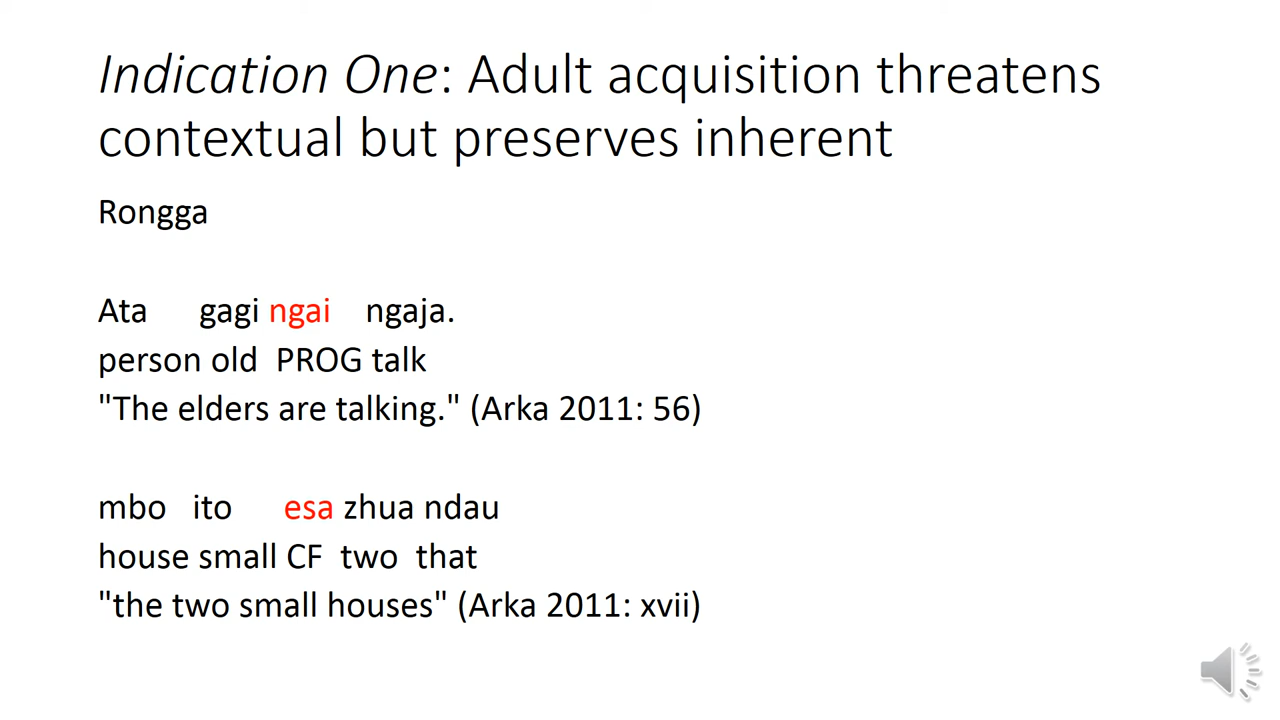 Indication One: Adult acquisition threatens
contextual but preserves inherent
Rongga
Ata gagi ngai ngaja.
person old PROG talk
"The elders are talking." (Arka 2011: 56)
mbo ito esa zhua ndau
house small CF two that
"the two small houses" (Arka 2011: xvii)